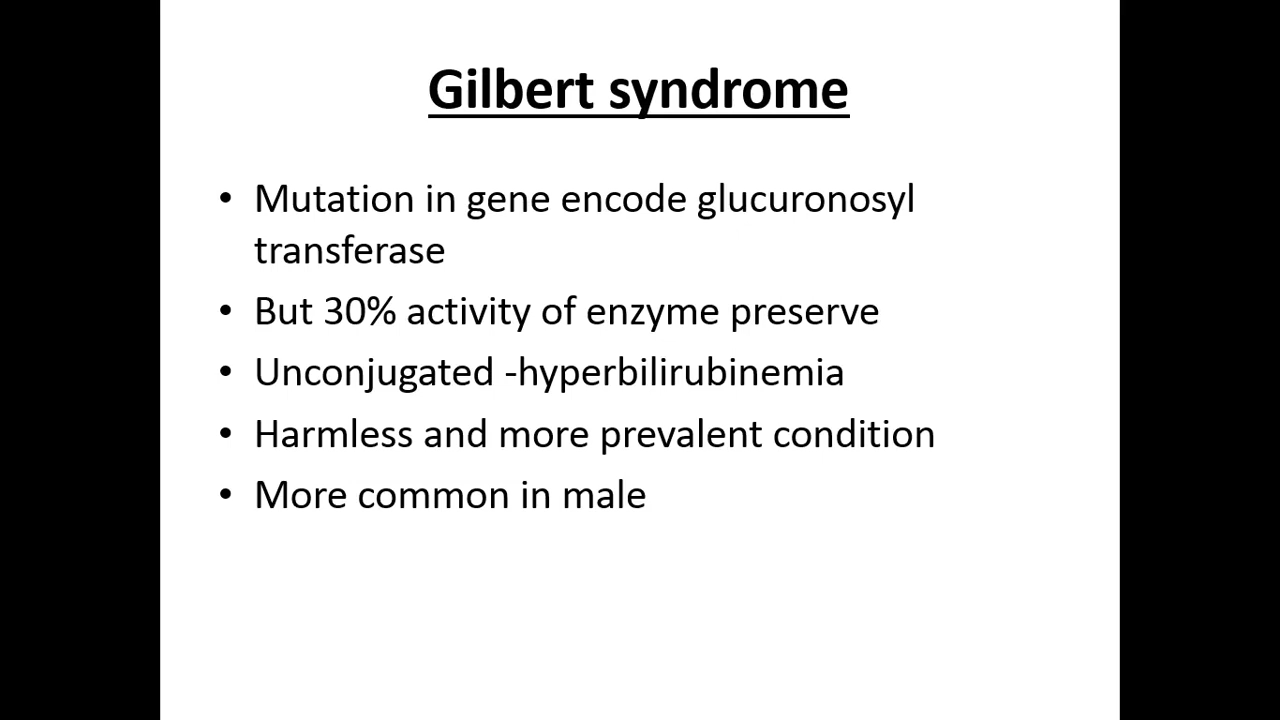 Gilbert syndrome
• Mutation in gene encode glucuronosyl
transferase
• But 30% activity of enzyme preserve
• Unconjugated -hyperbilirubinemia
• Harmless and more prevalent condition
• More common in male